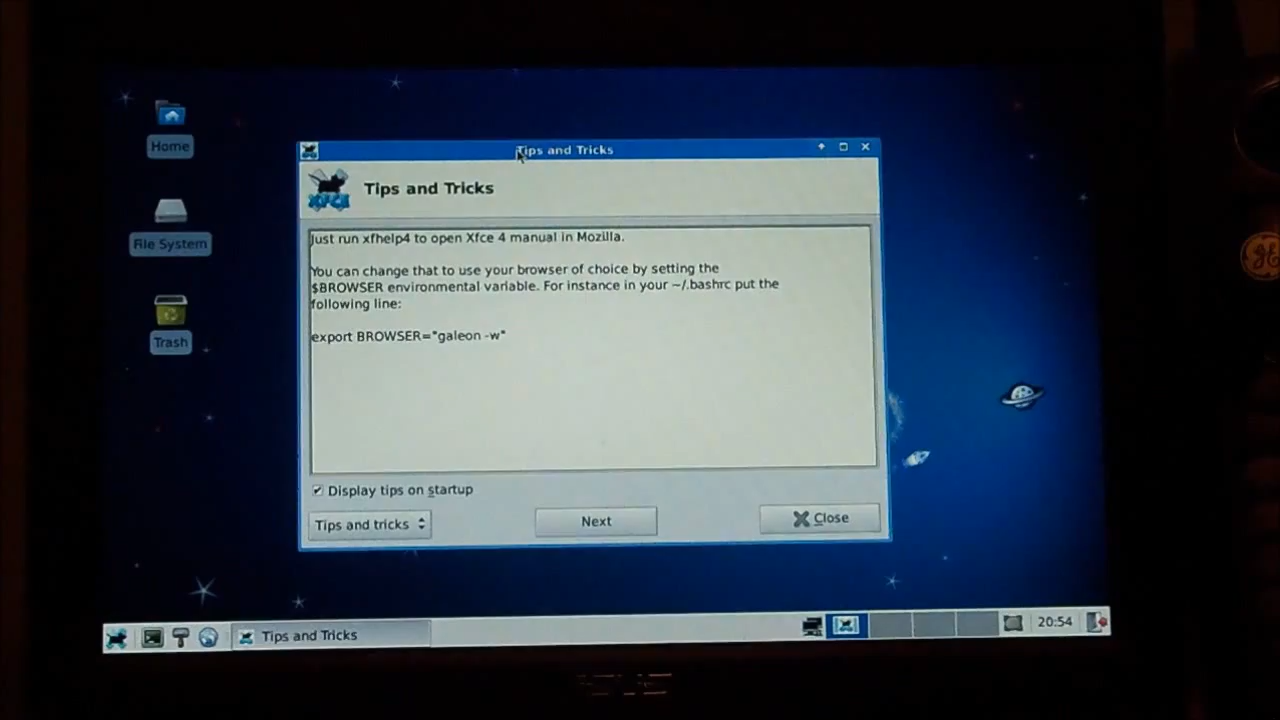 Home
File System
Trash
Tips and Tricks
XFCE
Tips and Tricks
Just run xfhelp4 to open Xfce 4 manual in Mozilla.
You can change that to use your browser of choice by setting the
$BROWSER environmental variable. For instance in your ~/.bashrc put the
following line:
export BROWSER="galeon -w"
Display tips on startup
Tips and tricks
Next
Close
Tips and Tricks
20:54